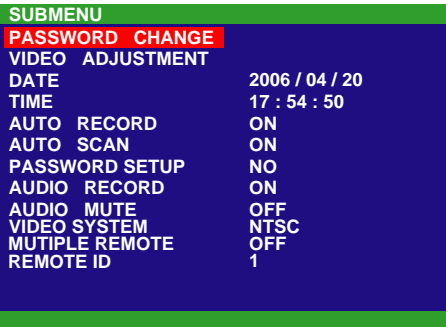 SUBMENU
PASSWORD CHANGE
VIDEO ADJUSTMENT
DATE 2006 / 04 / 20
TIME 17 : 54 : 50
AUTO RECORD ON
AUTO SCAN ON
PASSWORD SETUP NO
AUDIO RECORD ON
AUDIO MUTE OFF
VIDEO SYSTEM NTSC
MUTIPLE REMOTE OFF
REMOTE ID 1